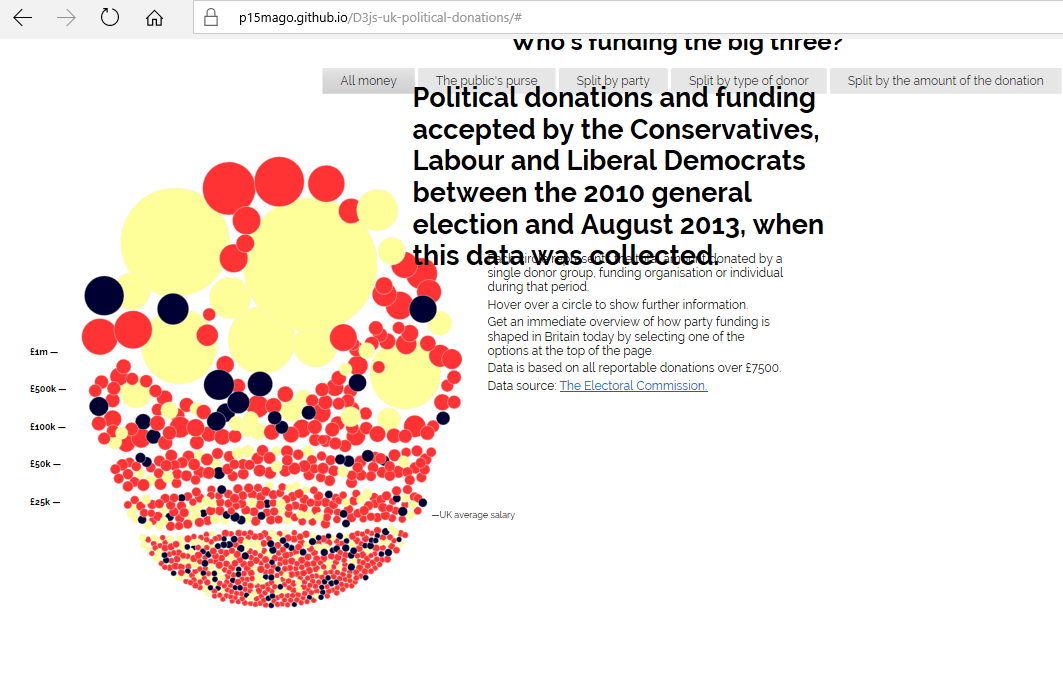 p15mago.github.io/D3js-uk-political-donations/#
Who's funding the big three?
All money
The public's purse
Split by party
Split by type of donor
Split by the amount of the donation
Political donations and funding
accepted by the Conservatives,
Labour and Liberal Democrats
between the 2010 general
election and August 2013, when
this data was collected.
Each circle represents the total amount donated by a
single donor group, funding organisation or individual
during that period.
Hover over a circle to show further information.
Get an immediate overview of how party funding is
shaped in Britain today by selecting one of the
options at the top of the page.
Data is based on all reportable donations over £7500.
Data source: The Electoral Commission.
£1m —
£500k —
£100k —
£50k —
£25k —
—UK average salary